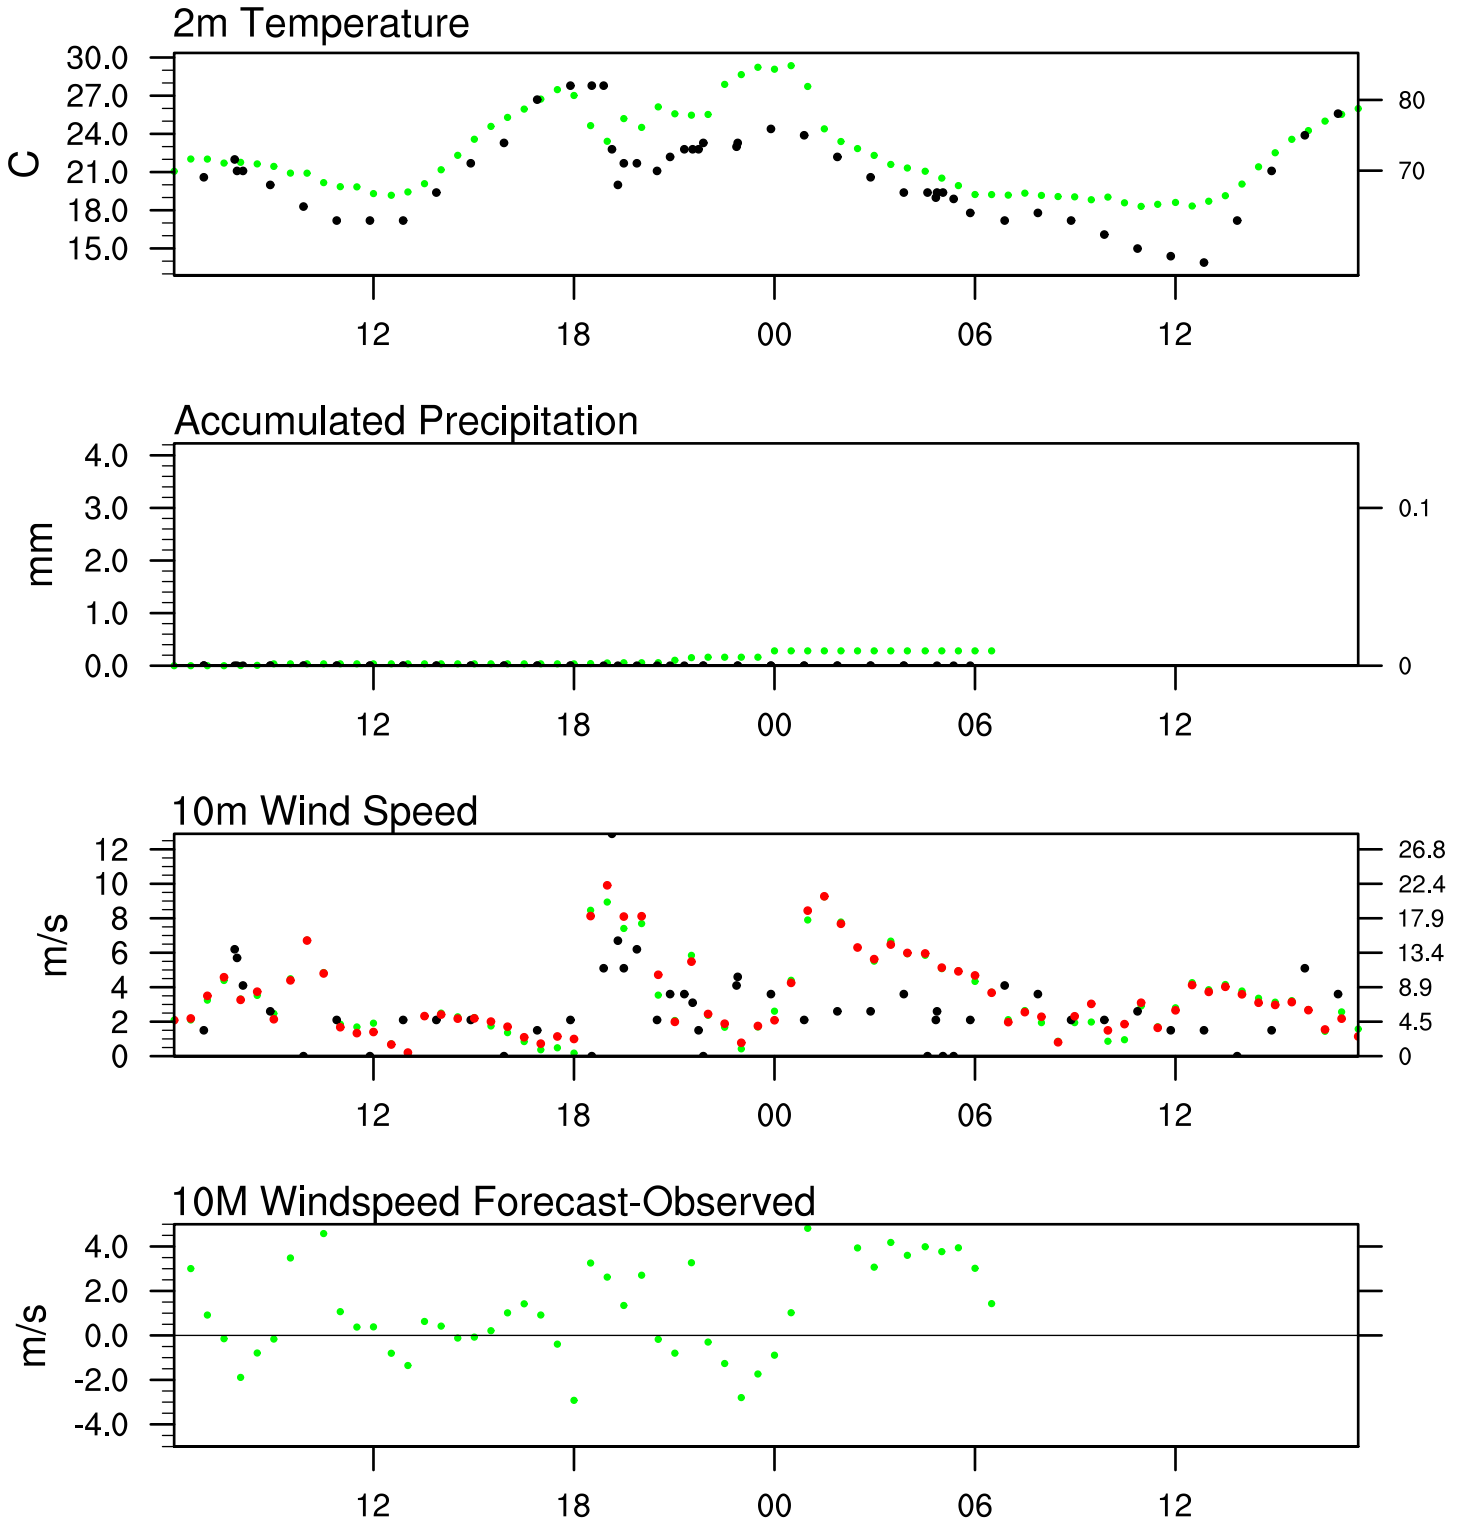 2m Temperature
30.0
27.0
24.0
21.0
18.0
15.0
C
80
70
12 18 00 06 12
Accumulated Precipitation
4.0
3.0
2.0
1.0
0.0
mm
0.1
0
12 18 00 06 12
10m Wind Speed
12
10
8
6
4
2
0
m/s
26.8
22.4
17.9
13.4
8.9
4.5
0
12 18 00 06 12
10M Windspeed Forecast-Observed
4.0
2.0
0.0
-2.0
-4.0
m/s
12 18 00 06 12